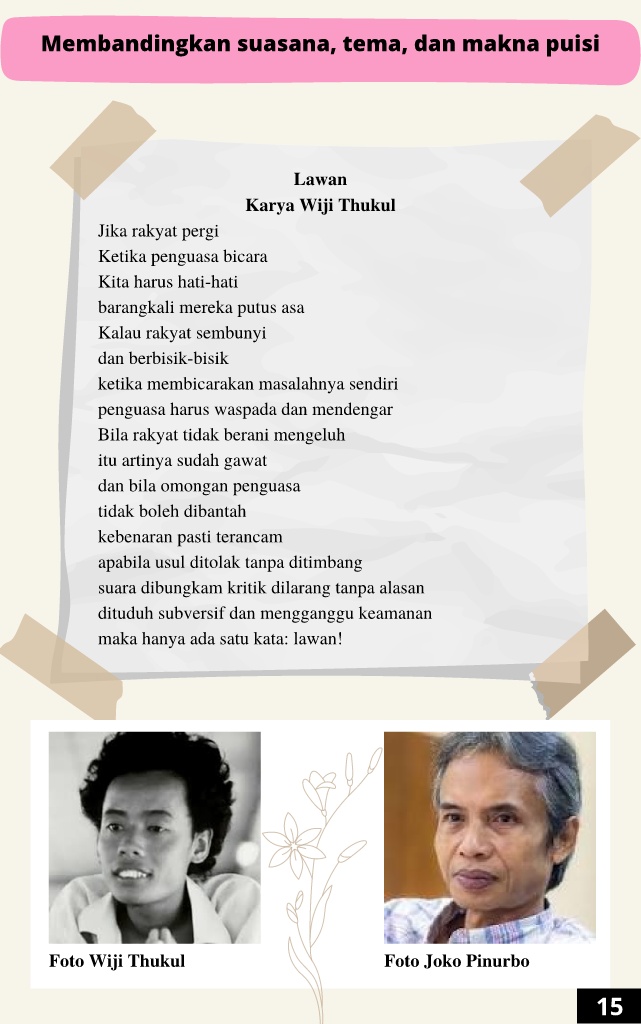 Membandingkan suasana, tema, dan makna puisi
Lawan
Karya Wiji Thukul
Jika rakyat pergi
Ketika penguasa bicara
Kita harus hati-hati
barangkali mereka putus asa
Kalau rakyat sembunyi
dan berbisik-bisik
ketika membicarakan masalahnya sendiri
penguasa harus waspada dan mendengar
Bila rakyat tidak berani mengeluh
itu artinya sudah gawat
dan bila omongan penguasa
tidak boleh dibantah
kebenaran pasti terancam
apabila usul ditolak tanpa ditimbang
suara dibungkam kritik dilarang tanpa alasan
dituduh subversif dan mengganggu keamanan
maka hanya ada satu kata: lawan!
Foto Wiji Thukul
Foto Joko Pinurbo
15